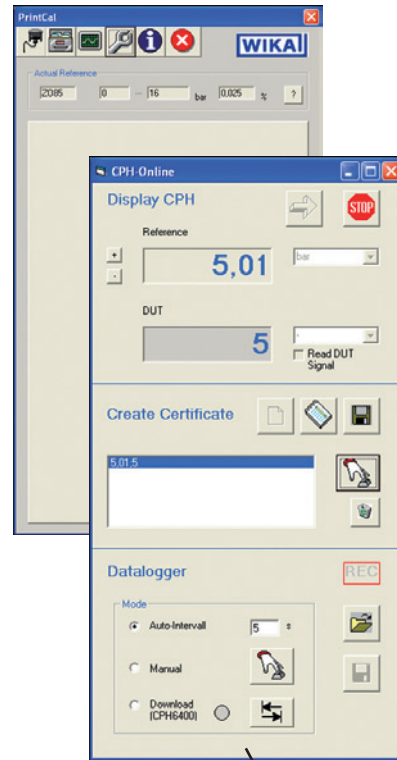 PrintCal
WIKA
Actual Reference
2085 0 – 16 bar 0,025 % ?
CPH-Online
Display CPH
STOP
Reference
+
-
5,01
bar
DUT
5
-
Read DUT
Signal
Create Certificate
5,01;5
Datalogger
REC
Mode
Auto-Intervall
5
s
Manual
Download
(CPH6400)